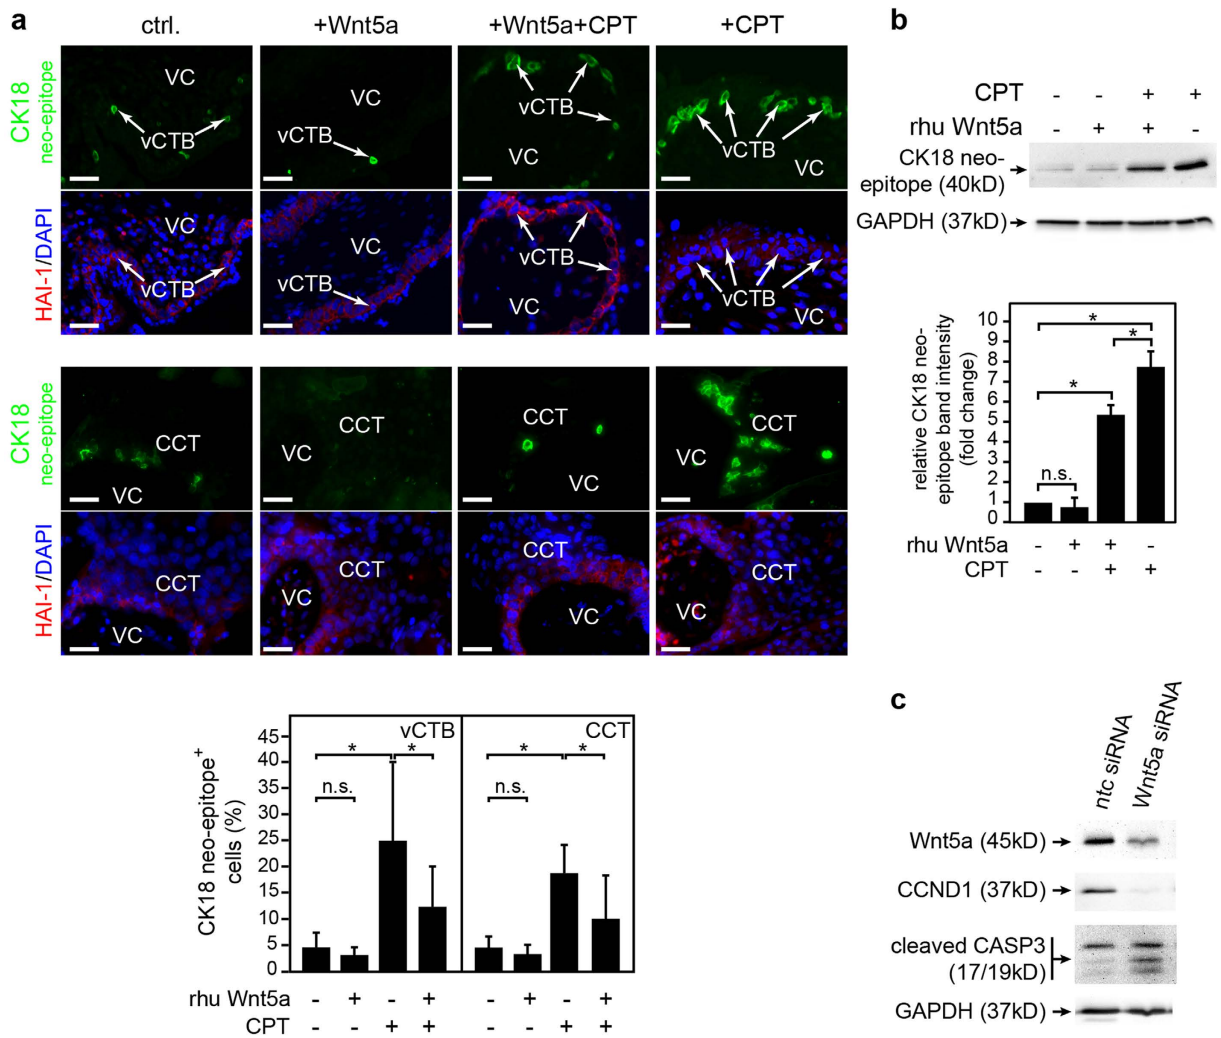 a
ctrl.
+Wnt5a
+Wnt5a+CPT
+CPT
CK18
neo-epitope
VC
vCTB
VC
vCTB
vCTB
VC
vCTB
VC
HAI-1/DAPI
VC
vCTB
VC
vCTB
vCTB
VC
vCTB
VC
CK18
neo-epitope
CCT
VC
CCT
VC
CCT
VC
CCT
VC
HAI-1/DAPI
CCT
VC
CCT
VC
CCT
VC
CCT
VC
CK18 neo-epitope+
cells (%)
45
40
35
30
25
20
15
10
5
0
vCTB
* *
n.s.
CCT
* *
n.s.
rhu Wnt5a - + - + - + - +
CPT - - + + - - + +
b
CPT - - + +
rhu Wnt5a - + + -
CK18 neo-
epitope (40kD)
GAPDH (37kD)
relative CK18 neo-
epitope band intensity
(fold change)
10
9
8
7
6
5
4
3
2
1
0
*
*
*
n.s.
rhu Wnt5a - + + -
CPT - - + +
c
ntc siRNA
Wnt5a siRNA
Wnt5a (45kD)
CCND1 (37kD)
cleaved CASP3
(17/19kD)
GAPDH (37kD)